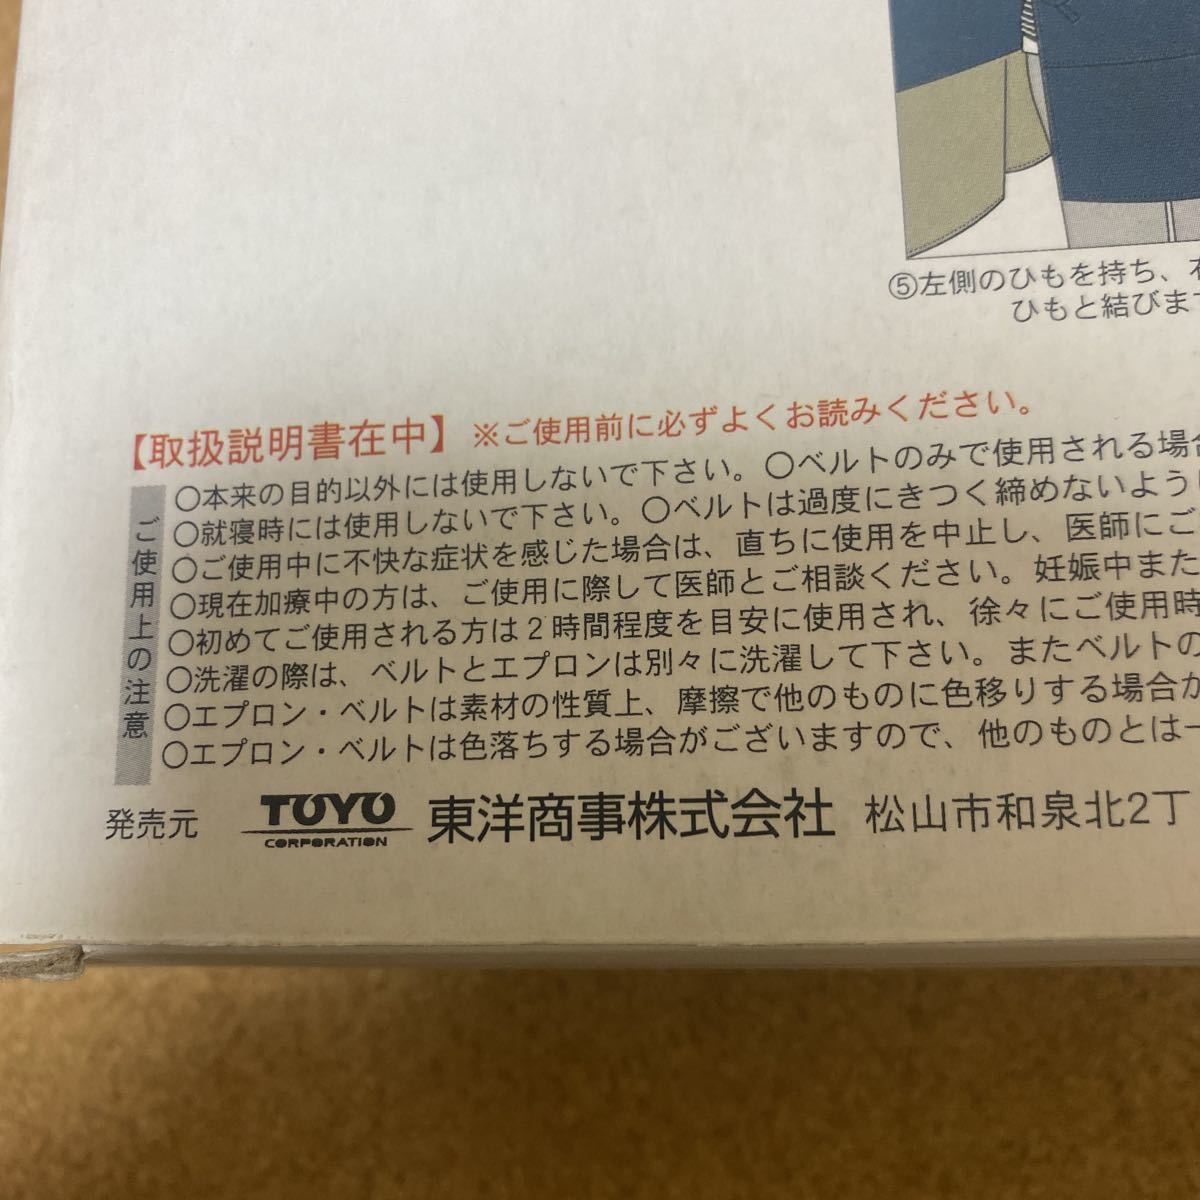 ⑤左側のひもを持ち、
ひもと結びます
【取扱説明書在中】 ※ご使用前に必ずよくお読みください。
ご使用上の注意
○本来の目的以外には使用しないで下さい。○ベルトのみで使用される場合
○就寝時には使用しないで下さい。○ベルトは過度にきつく締めないように
○ご使用中に不快な症状を感じた場合は、直ちに使用を中止し、医師にご
○現在加療中の方は、ご使用に際して医師とご相談ください。妊娠中また
○初めてご使用される方は2時間程度を目安に使用され、徐々にご使用時
○洗濯の際は、ベルトとエプロンは別々に洗濯して下さい。またベルトの
○エプロン・ベルトは素材の性質上、摩擦で他のものに色移りする場合が
○エプロン・ベルトは色落ちする場合がございますので、他のものとは一
発売元 TOYO CORPORATION 東洋商事株式会社 松山市和泉北2丁